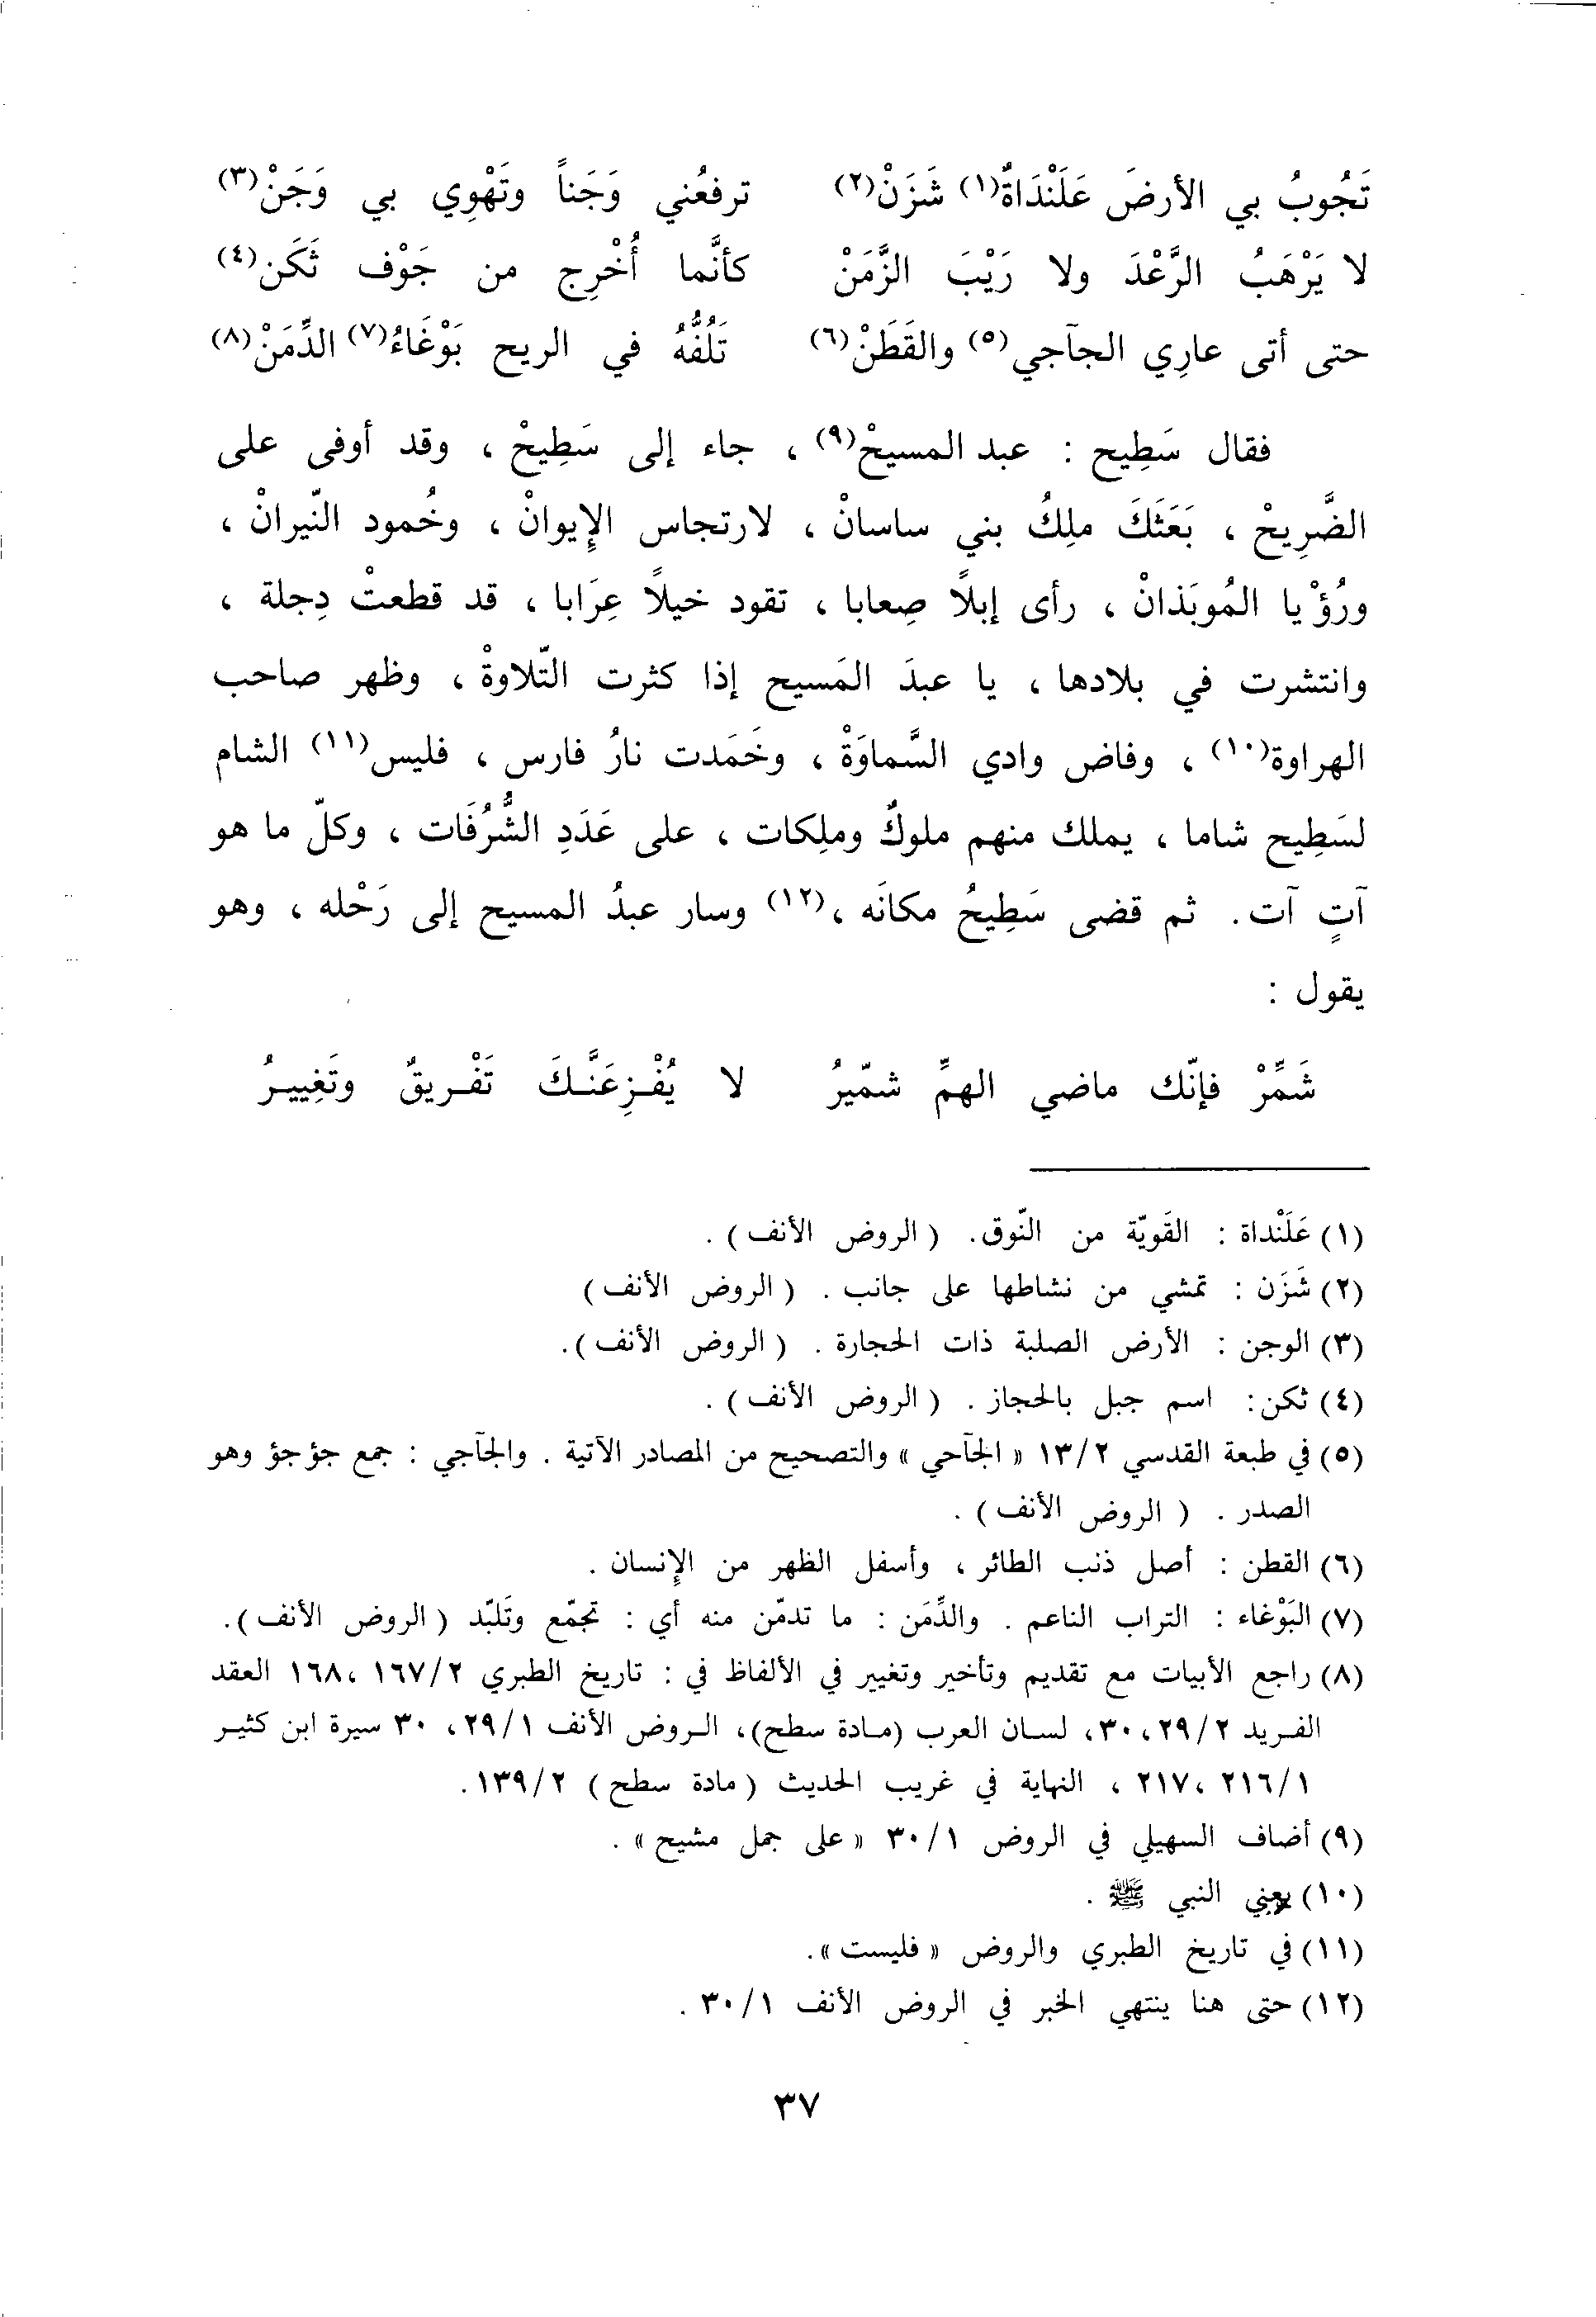 تَجُوبُ بي الأرضَ عَلَنْدَاةٌ(١) شَزَنْ(٢) ترفعُني وَجَناً وتَهْوِي بي وَجَنْ(٣)
لا يَرْهَبُ الرَّعْدَ ولا رَيْبَ الزَّمَنْ كأنَّما أُخْرِج من جَوْف ثَكَن(٤)
حتى أتى عارِي الجآجي(٥) والقَطَنْ(٦) تَلُفُّهُ في الريح بَوْغَاءُ(٧) الدِّمَنْ(٨)
فقال سَطِيح : عبد المسيحْ(٩) ، جاء إلى سَطِيحْ ، وقد أوفى على
الضَّرِيحْ ، بَعَثَكَ ملِكُ بني ساسانْ ، لارتجاس الإِيوانْ ، وخُمود النّيرانْ ،
ورُؤْيا المُوبَذانْ ، رأى إبلًا صِعابا ، تقود خيلًا عِرَابا ، قد قطعتْ دِجلة ،
وانتشرت في بلادها ، يا عبدَ المَسيح إذا كثرت التّلاوةْ ، وظهر صاحب
الهراوة(١٠) ، وفاض وادي السَّماوَةْ ، وخَمَدت نارُ فارس ، فليس(١١) الشام
لسَطِيح شاما ، يملك منهم ملوكٌ وملِكات ، على عَدَدِ الشُّرُفَات ، وكلّ ما هو
آتٍ آت . ثم قضى سَطِيحُ مكانَه ،(١٢) وسار عبدُ المسيح إلى رَحْله ، وهو
يقول :
شَمِّرْ فإنّك ماضي الهمِّ شمّيرُ لا يُفْزِعَنَّكَ تَفْريقٌ وتَغِييرُ
(١) عَلَنْداة : القَويّة من النّوق . ( الروض الأنف ) .
(٢) شَزَن : تمشي من نشاطها على جانب . ( الروض الأنف )
(٣) الوجن : الأرض الصلبة ذات الحجارة . ( الروض الأنف ).
(٤) ثكن : اسم جبل بالحجاز . ( الروض الأنف ) .
(٥) في طبعة القدسي ١٣/٢ « الجآحي » والتصحيح من المصادر الآتية . والجآجي : جمع جؤجؤ وهو
الصدر . ( الروض الأنف ) .
(٦) القطن : أصل ذنب الطائر ، وأسفل الظهر من الإنسان .
(٧) البَوْغاء : التراب الناعم . والدِّمَن : ما تدمّن منه أي : تجمّع وتَلبّد ( الروض الأنف ).
(٨) راجع الأبيات مع تقديم وتأخير وتغيير في الألفاظ في : تاريخ الطبري ١٦٧/٢ ،١٦٨ العقد
الفريد ٢٩/٢ ،٣٠، لسان العرب (مادة سطح)، الروض الأنف ٢٩/١، ٣٠ سيرة ابن كثير
٢١٦/١ ،٢١٧ ، النهاية في غريب الحديث (مادة سطح) ١٣٩/٢ .
(٩) أضاف السهيلي في الروض ٣٠/١ « على جمل مشيح » .
(١٠) يعني النبي ﷺ .
(١١) في تاريخ الطبري والروض « فليست ».
(١٢) حتى هنا ينتهي الخبر في الروض الأنف ٣٠/١ .
٣٧